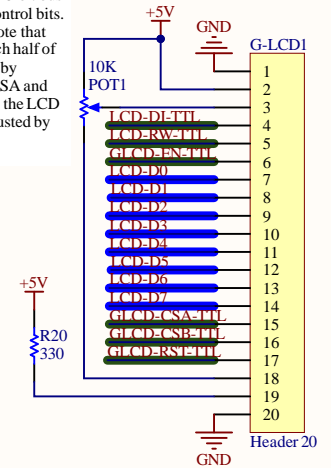 ontrol bits.
ote that
ch half of
by
SA and
the LCD
usted by
+5V
GND
G-LCD1
10K
POT1
1
2
3
LCD-DI-TTL 4
LCD-RW-TTL 5
GLCD-EN-TTL 6
LCD-D0 7
LCD-D1 8
LCD-D2 9
LCD-D3 10
LCD-D4 11
LCD-D5 12
LCD-D6 13
LCD-D7 14
GLCD-CSA-TTL 15
GLCD-CSB-TTL 16
GLCD-RST-TTL 17
18
19
20
+5V
R20
330
GND
Header 20